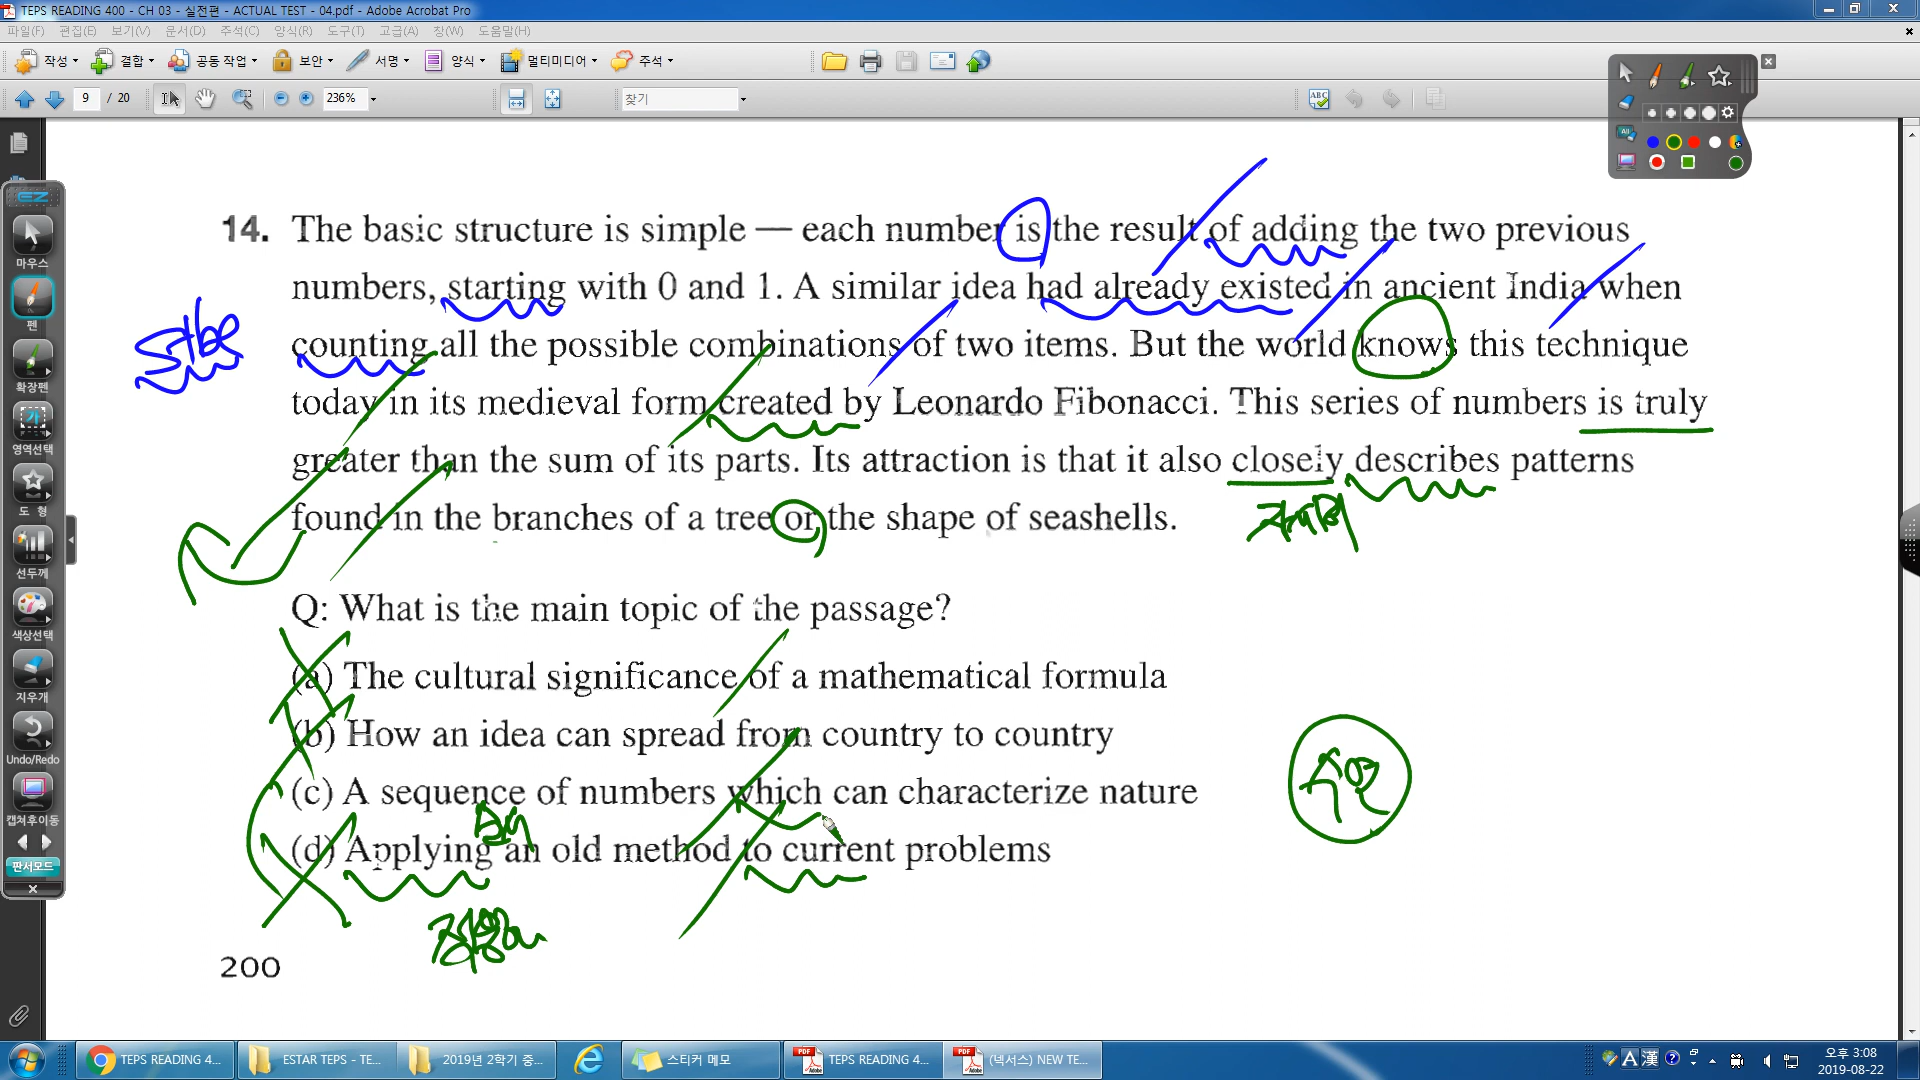 TEPS READING 400 - CH 03 - 실전편 - ACTUAL TEST - 04.pdf - Adobe Acrobat Pro
파일(F) 편집(E) 보기(V) 문서(D) 주석(C) 양식(R) 도구(T) 고급(A) 창(W) 도움말(H)
작성 결합 공동 작업 보안 서명 양식 멀티미디어 주석
9 / 20 236% 찾기
14. The basic structure is simple — each number is the result of adding the two previous
numbers, starting with 0 and 1. A similar idea had already existed in ancient India when
counting all the possible combinations of two items. But the world knows this technique
today in its medieval form created by Leonardo Fibonacci. This series of numbers is truly
greater than the sum of its parts. Its attraction is that it also closely describes patterns
found in the branches of a tree or the shape of seashells.
Q: What is the main topic of the passage?
(a) The cultural significance of a mathematical formula
(b) How an idea can spread from country to country
(c) A sequence of numbers which can characterize nature
(d) Applying an old method to current problems
200
EZ
마우스
펜
확장펜
영역선택
도 형
선두께
색상선택
지우개
Undo/Redo
캡쳐후이동
판서모드
TEPS READING 4... ESTAR TEPS - TE... 2019년 2학기 중... 스티커 메모 TEPS READING 4... (넥서스) NEW TE...
A 漢
오후 3:08
2019-08-22